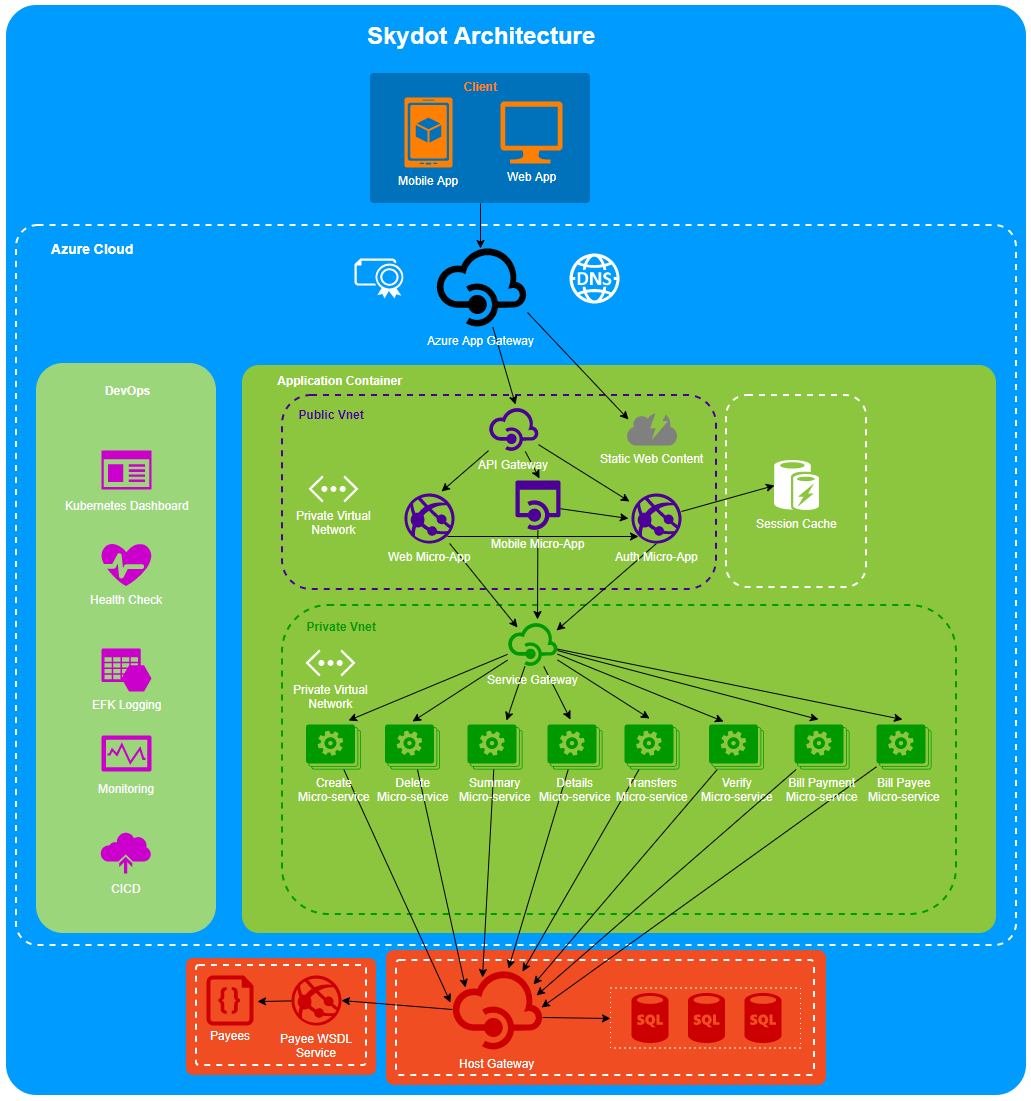 Skydot Architecture
Client
Mobile App
Web App
Azure Cloud
DNS
Azure App Gateway
DevOps
Kubernetes Dashboard
Health Check
EFK Logging
Monitoring
CICD
Application Container
Public Vnet
API Gateway
Static Web Content
Private Virtual
Network
Web Micro-App
Mobile Micro-App
Auth Micro-App
Session Cache
Private Vnet
Private Virtual
Network
Service Gateway
Create
Micro-service
Delete
Micro-service
Summary
Micro-service
Details
Micro-service
Transfers
Micro-service
Verify
Micro-service
Bill Payment
Micro-service
Bill Payee
Micro-service
{ }
Payees
Payee WSDL
Service
Host Gateway
SQL
SQL
SQL